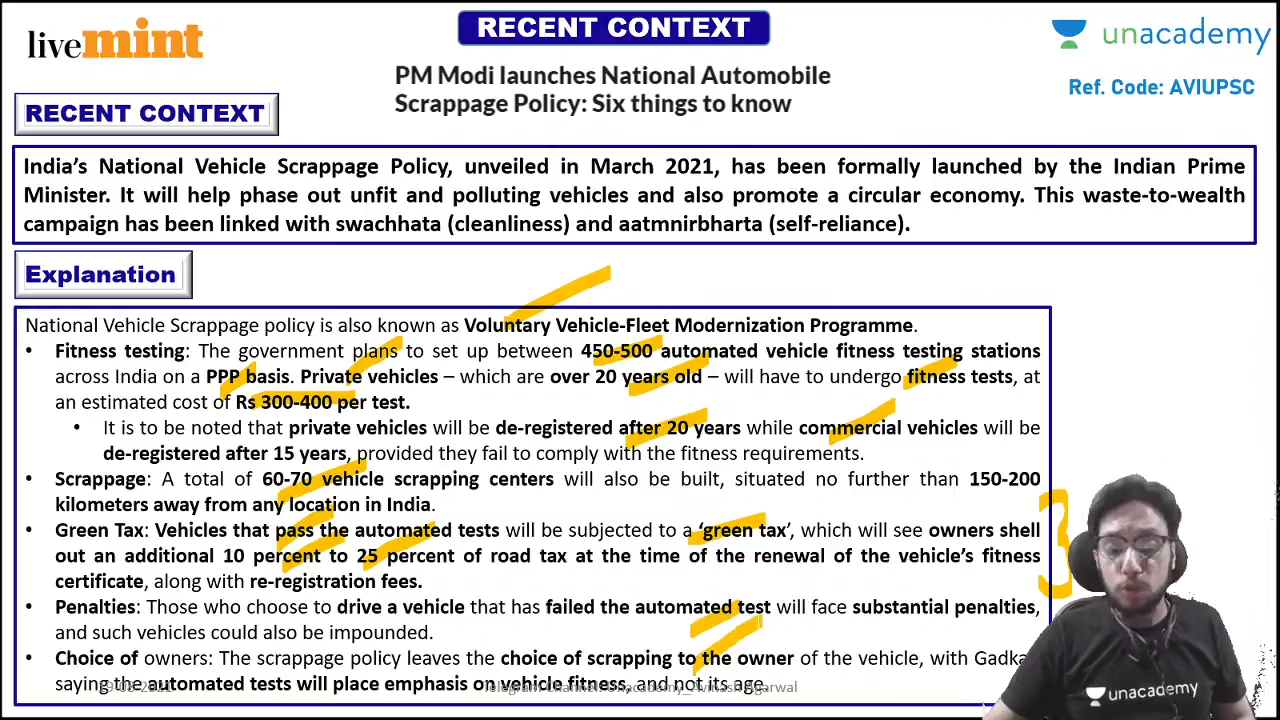 livemint
RECENT CONTEXT
unacademy
PM Modi launches National Automobile
Scrappage Policy: Six things to know
Ref. Code: AVIUPSC
RECENT CONTEXT
India's National Vehicle Scrappage Policy, unveiled in March 2021, has been formally launched by the Indian Prime
Minister. It will help phase out unfit and polluting vehicles and also promote a circular economy. This waste-to-wealth
campaign has been linked with swachhata (cleanliness) and aatmnirbharta (self-reliance).
Explanation
National Vehicle Scrappage policy is also known as Voluntary Vehicle-Fleet Modernization Programme.
• Fitness testing: The government plans to set up between 450-500 automated vehicle fitness testing stations
across India on a PPP basis. Private vehicles – which are over 20 years old – will have to undergo fitness tests, at
an estimated cost of Rs 300-400 per test.
• It is to be noted that private vehicles will be de-registered after 20 years while commercial vehicles will be
de-registered after 15 years, provided they fail to comply with the fitness requirements.
• Scrappage: A total of 60-70 vehicle scrapping centers will also be built, situated no further than 150-200
kilometers away from any location in India.
• Green Tax: Vehicles that pass the automated tests will be subjected to a 'green tax', which will see owners shell
out an additional 10 percent to 25 percent of road tax at the time of the renewal of the vehicle's fitness
certificate, along with re-registration fees.
• Penalties: Those who choose to drive a vehicle that has failed the automated test will face substantial penalties,
and such vehicles could also be impounded.
• Choice of owners: The scrappage policy leaves the choice of scrapping to the owner of the vehicle, with
saying the automated tests will place emphasis on vehicle fitness, and not its age.
Telegram Channel: Unacademy_Avinash Agarwal
unacademy